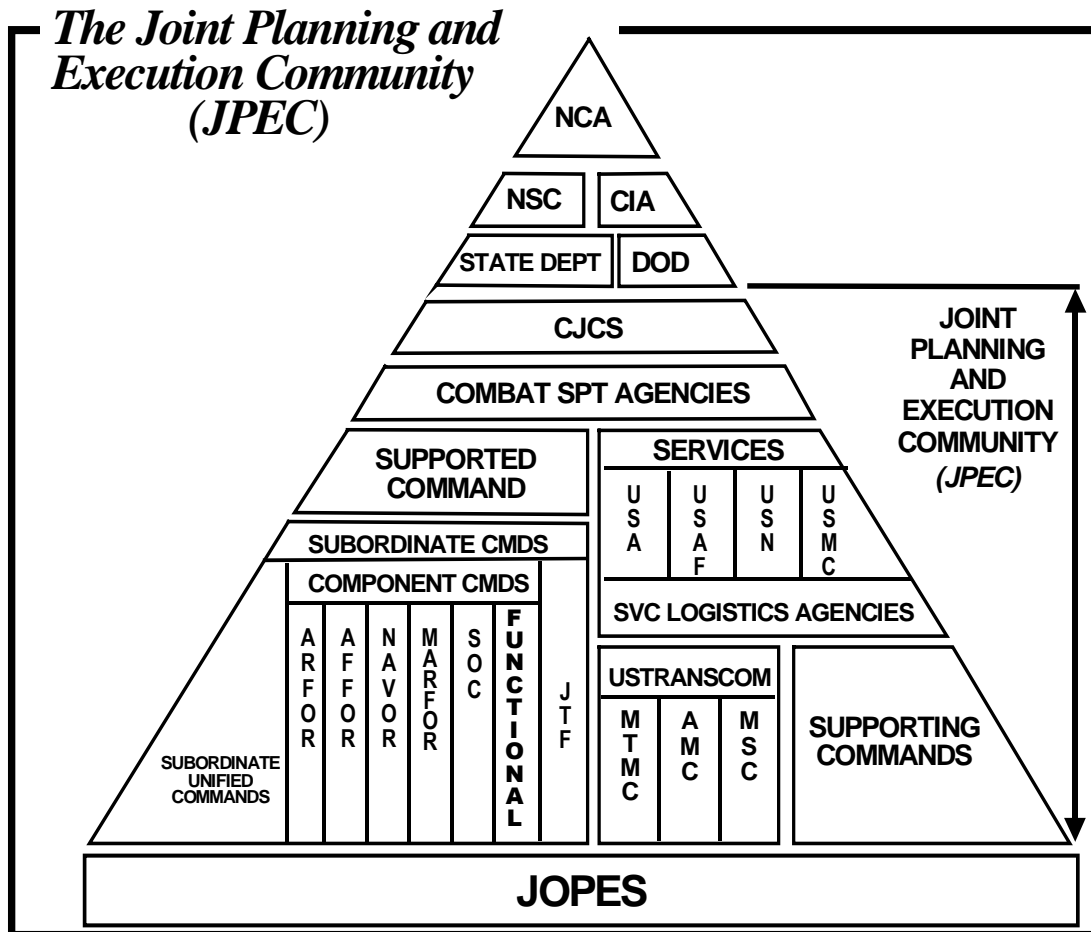 The Joint Planning and
Execution Community
(JPEC)
NCA
NSC
CIA
STATE DEPT
DOD
CJCS
COMBAT SPT AGENCIES
JOINT
PLANNING
AND
EXECUTION
COMMUNITY
(JPEC)
SUPPORTED
COMMAND
SERVICES
USA
USAF
USN
USMC
SUBORDINATE CMDS
COMPONENT CMDS
SVC LOGISTICS AGENCIES
SUBORDINATE
UNIFIED
COMMANDS
ARFOR
AFFOR
NAVOR
MARFOR
SOC
FUNCTIONAL
JTF
USTRANSCOM
MTMC
AMC
MSC
SUPPORTING
COMMANDS
JOPES